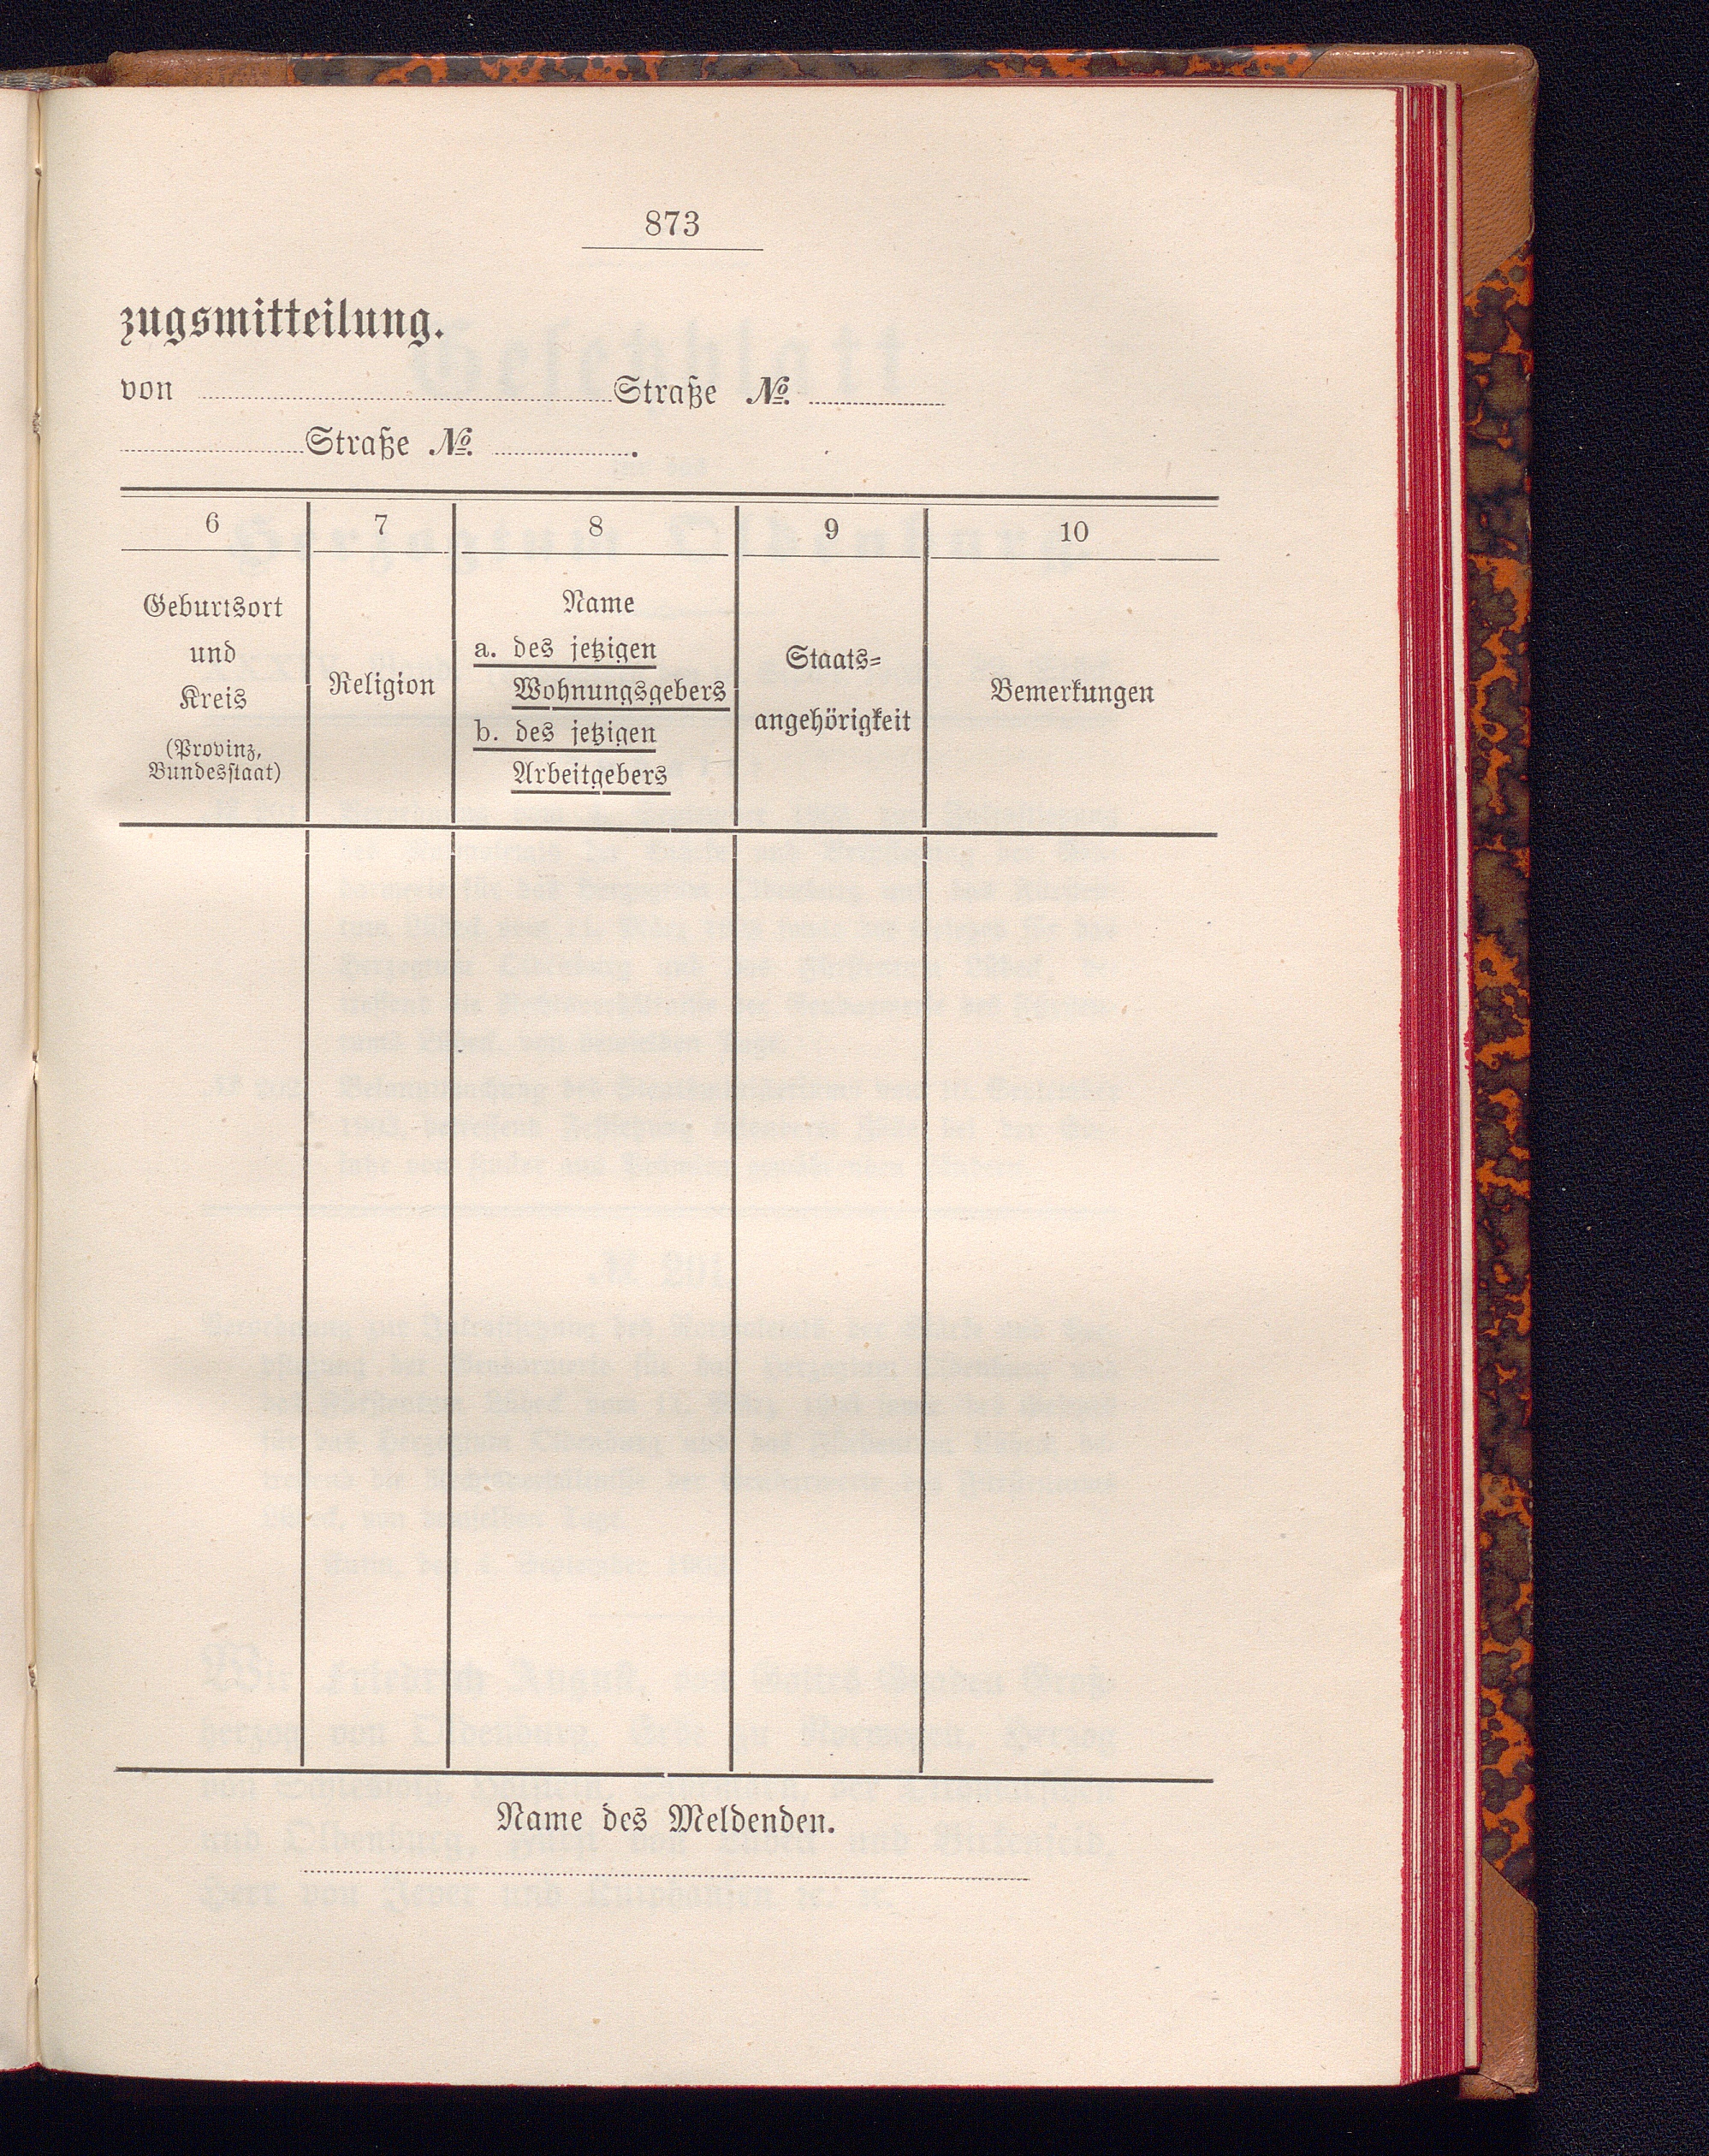 873
zugsmitteilung.
von Straße №.
Straße №. .
6 7 8 9 10
Geburtsort
und
Kreis
(Provinz,
Bundesstaat)
Religion
Name
a. des jetzigen
Wohnungsgebers
b. des jetzigen
Arbeitgebers
Staats=
angehörigkeit
Bemerkungen
Name des Meldenden.